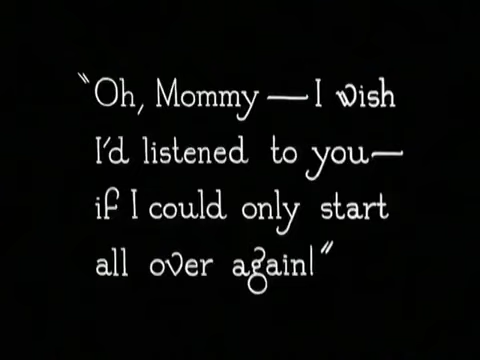 "Oh, Mommy — I wish
I'd listened to you —
if I could only start
all over again!"